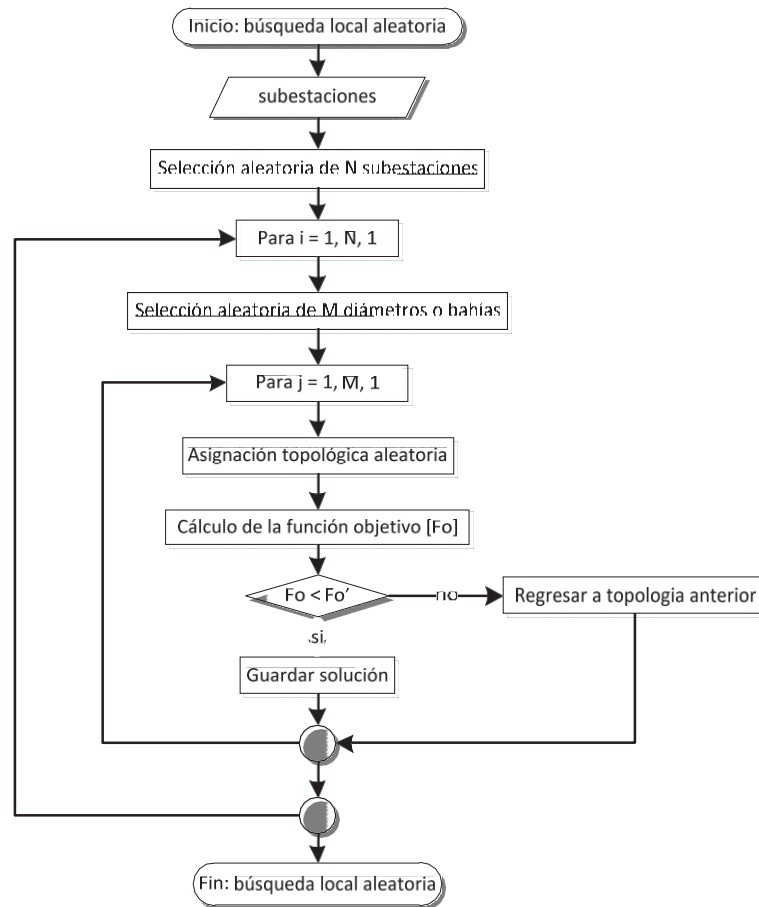 Inicio: búsqueda local aleatoria
subestaciones
Selección aleatoria de N subestaciones
Para i = 1, N, 1
Selección aleatoria de M diámetros o bahías
Para j = 1, M, 1
Asignación topológica aleatoria
Cálculo de la función objetivo [Fo]
Fo < Fo’
no
Regresar a topologia anterior
si
Guardar solución
Fin: búsqueda local aleatoria